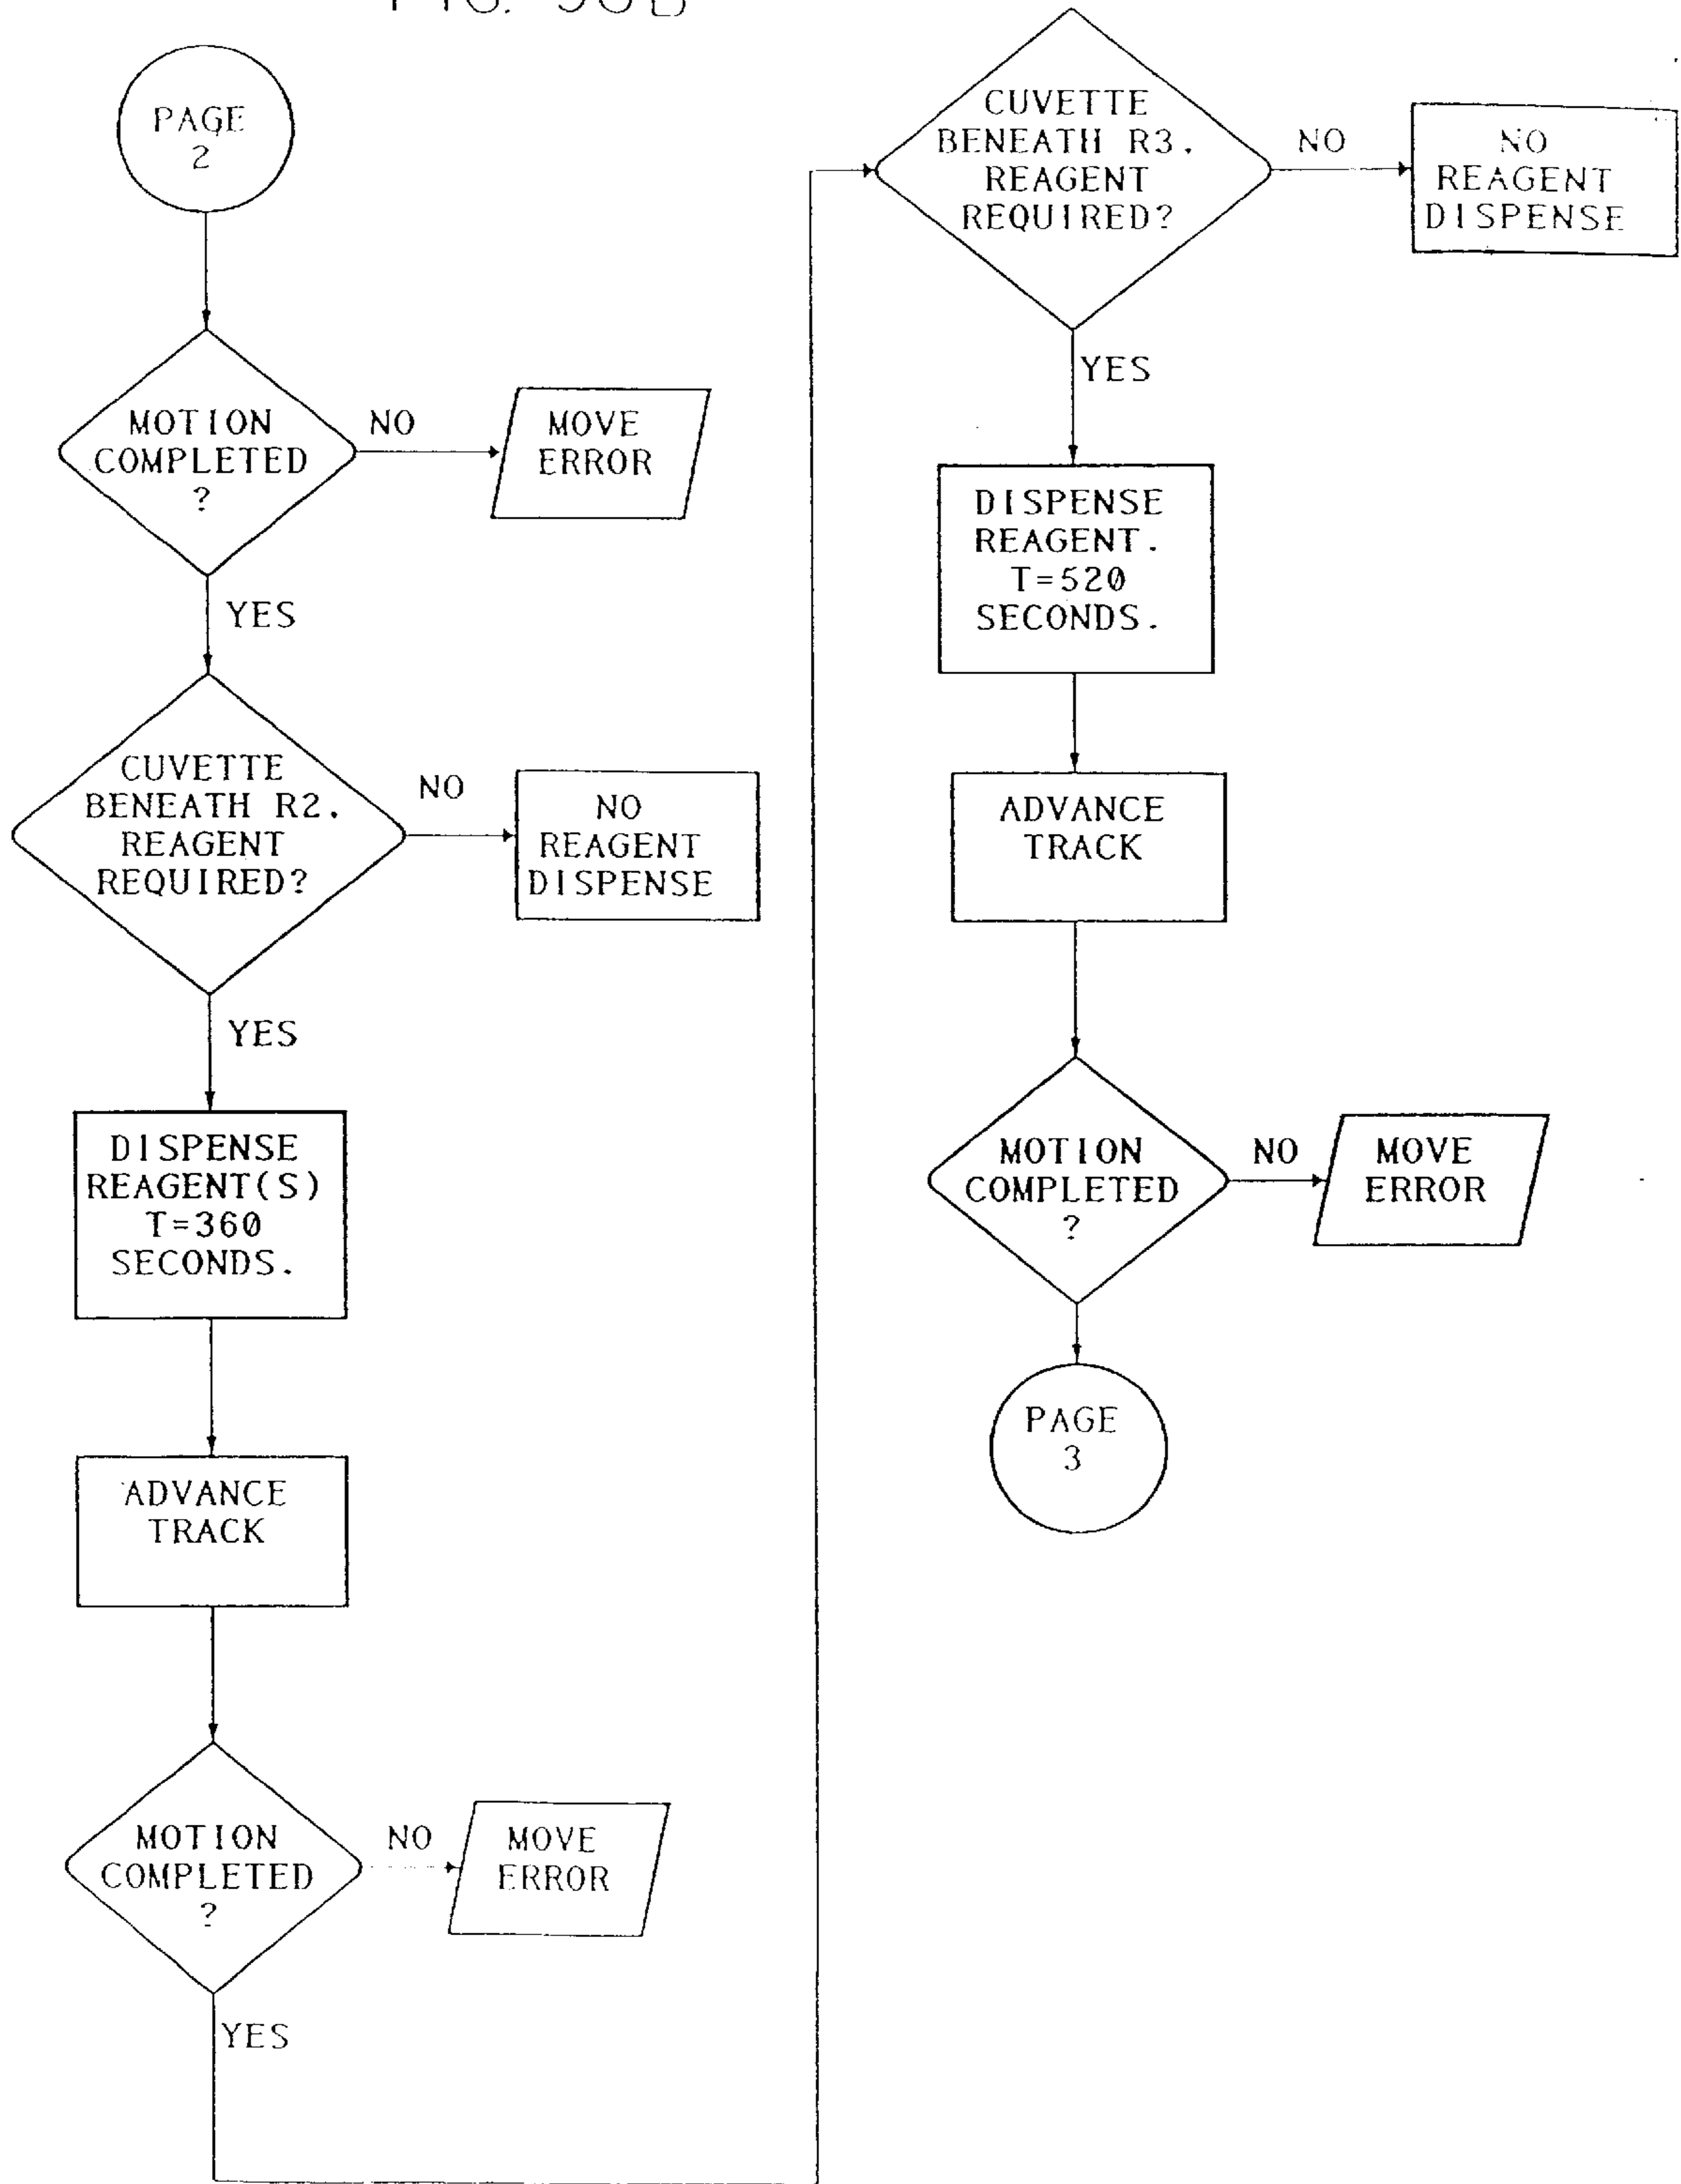 FIG.
PAGE
2
MOTION
COMPLETED
?
NO
MOVE
ERROR
YES
CUVETTE
BENEATH R2.
REAGENT
REQUIRED?
NO
NO
REAGENT
DISPENSE
YES
DISPENSE
REAGENT(S)
T=360
SECONDS.
ADVANCE
TRACK
MOTION
COMPLETED
?
NO
MOVE
ERROR
YES
CUVETTE
BENEATH R3.
REAGENT
REQUIRED?
NO
NO
REAGENT
DISPENSE
YES
DISPENSE
REAGENT.
T=520
SECONDS.
ADVANCE
TRACK
MOTION
COMPLETED
?
NO
MOVE
ERROR
PAGE
3